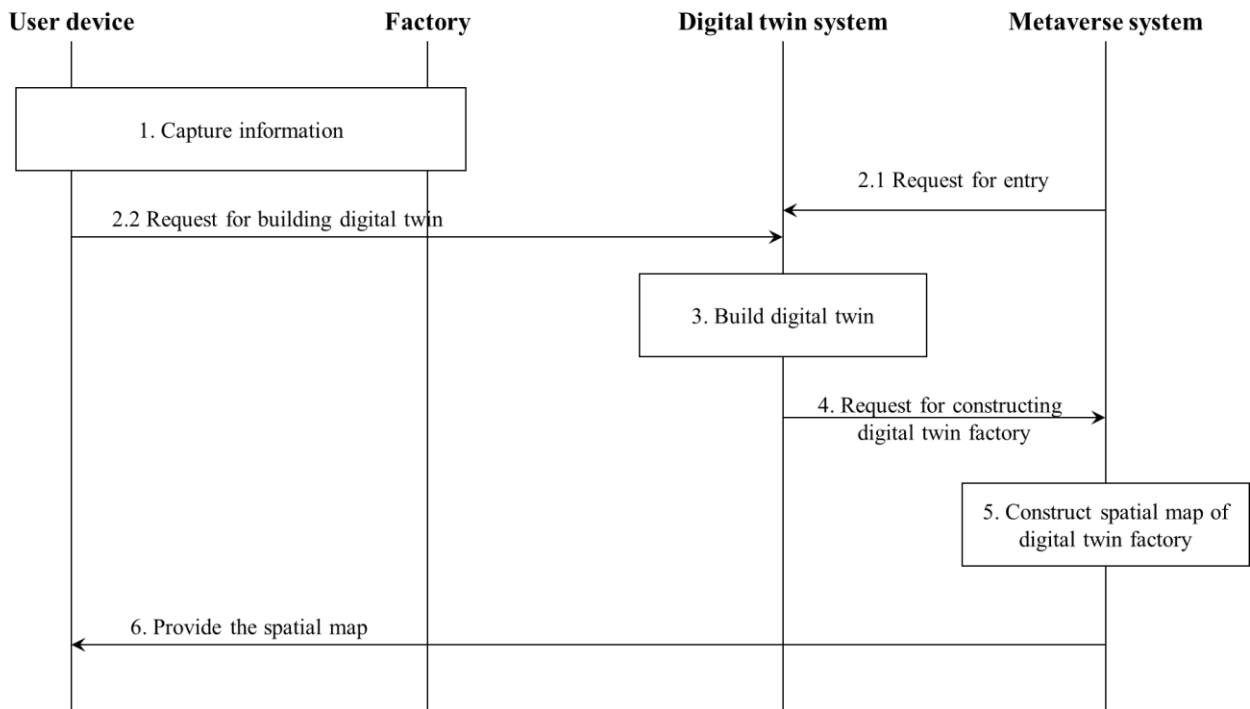 User device
Factory
Digital twin system
Metaverse system
1. Capture information
2.1 Request for entry
2.2 Request for building digital twin
3. Build digital twin
4. Request for constructing
digital twin factory
5. Construct spatial map of
digital twin factory
6. Provide the spatial map